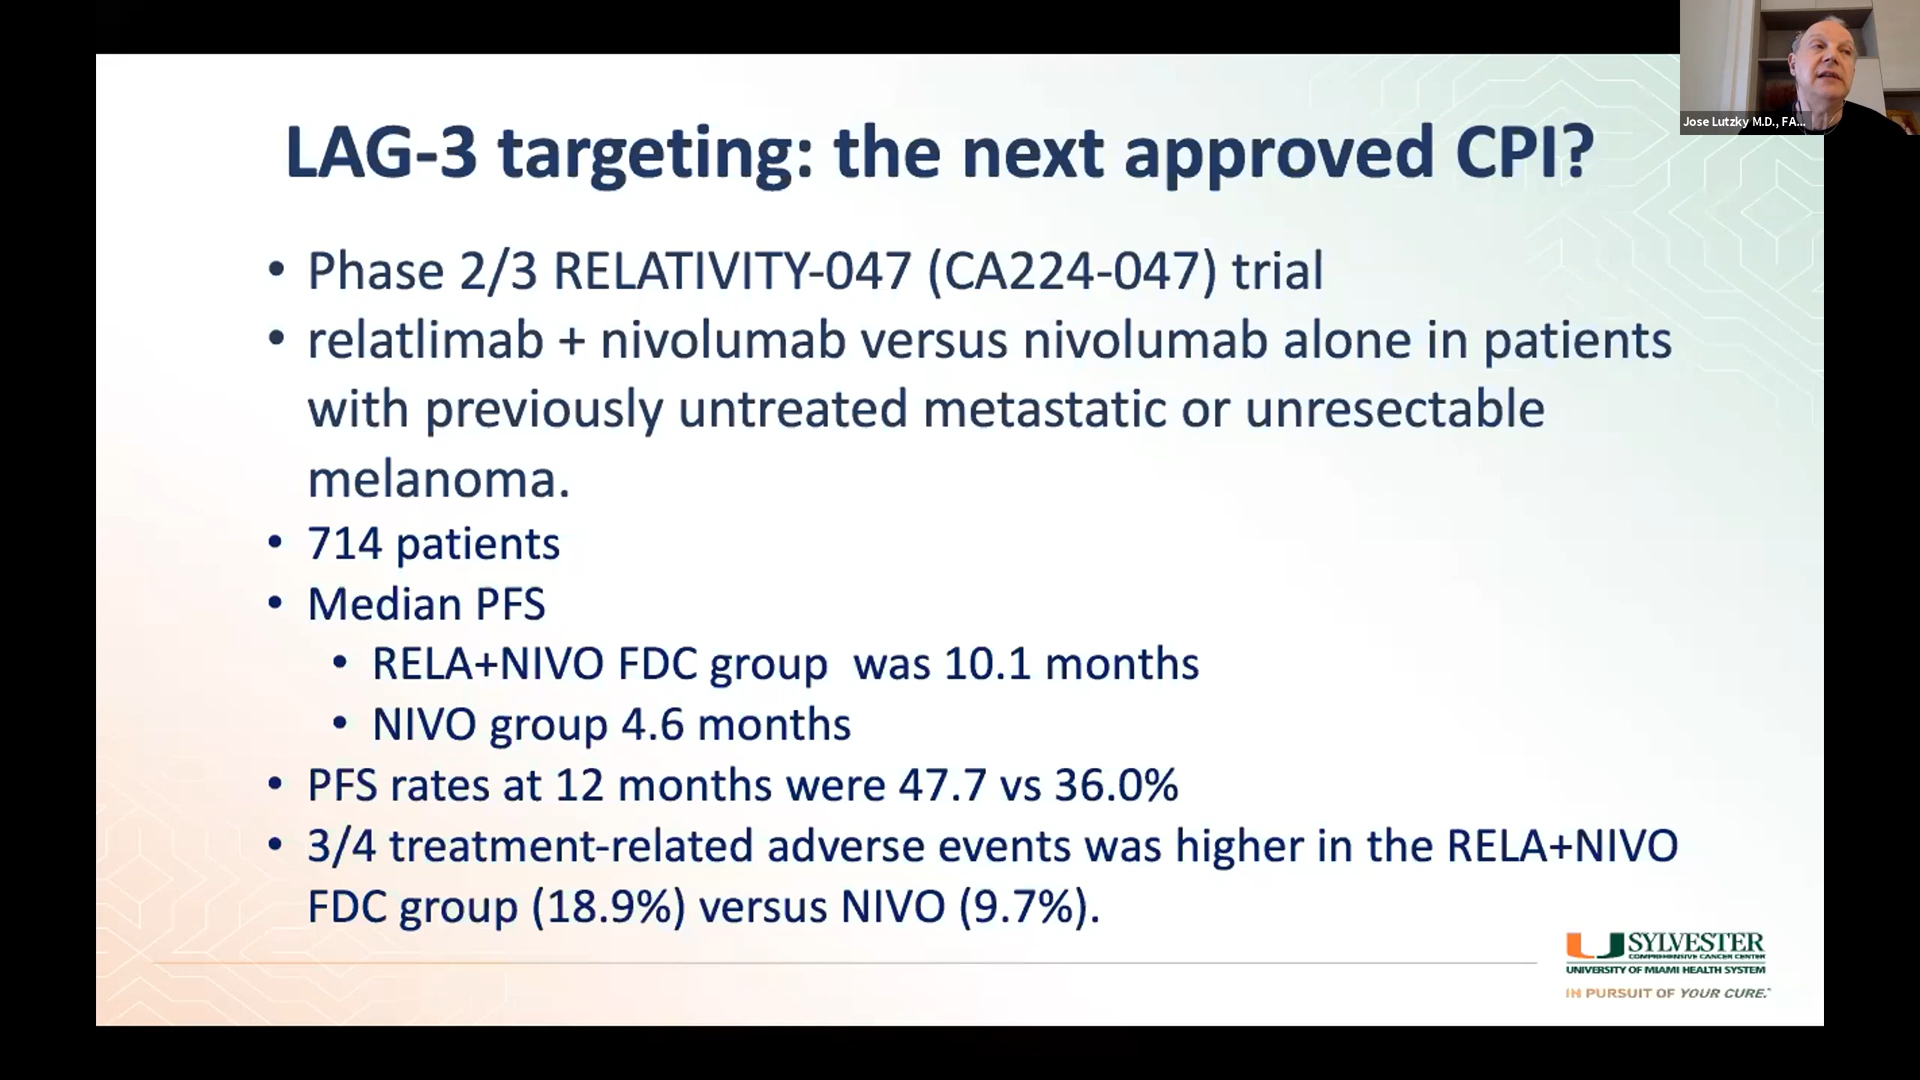 Jose Lutzky M.D., FA...
LAG-3 targeting: the next approved CPI?
• Phase 2/3 RELATIVITY-047 (CA224-047) trial
• relatlimab + nivolumab versus nivolumab alone in patients
with previously untreated metastatic or unresectable
melanoma.
• 714 patients
• Median PFS
• RELA+NIVO FDC group was 10.1 months
• NIVO group 4.6 months
• PFS rates at 12 months were 47.7 vs 36.0%
• 3/4 treatment-related adverse events was higher in the RELA+NIVO
FDC group (18.9%) versus NIVO (9.7%).
SYLVESTER
COMPREHENSIVE CANCER CENTER
UNIVERSITY OF MIAMI HEALTH SYSTEM
IN PURSUIT OF YOUR CURE.™